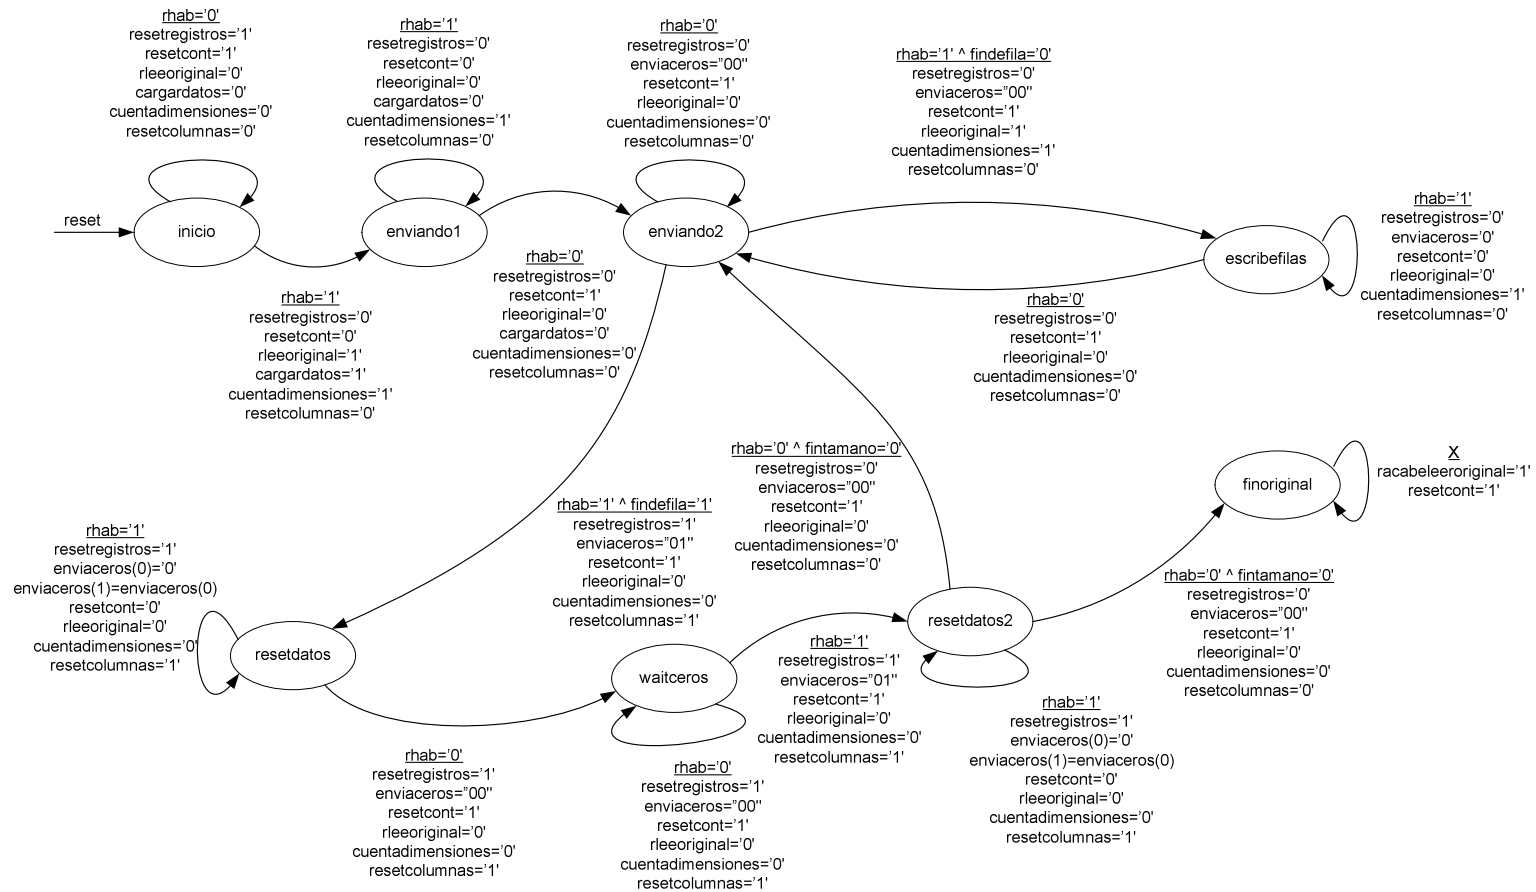 rhab='0'
resetregistros='1'
resetcont='1'
rleeoriginal='0'
cargardatos='0'
cuentadimensiones='0'
resetcolumnas='0'
rhab='1'
resetregistros='0'
resetcont='0'
rleeoriginal='0'
cargardatos='0'
cuentadimensiones='1'
resetcolumnas='0'
rhab='0'
resetregistros='0'
enviaceros="00"
resetcont='1'
rleeoriginal='0'
cuentadimensiones='0'
resetcolumnas='0'
rhab='1' ^ findefila='0'
resetregistros='0'
enviaceros="00"
resetcont='1'
rleeoriginal='1'
cuentadimensiones='1'
resetcolumnas='0'
reset
inicio
enviando1
enviando2
escribefilas
rhab='1'
resetregistros='0'
enviaceros='0'
resetcont='0'
rleeoriginal='0'
cuentadimensiones='1'
resetcolumnas='0'
rhab='1'
resetregistros='0'
resetcont='0'
rleeoriginal='1'
cargardatos='1'
cuentadimensiones='1'
resetcolumnas='0'
rhab='0'
resetregistros='0'
resetcont='1'
rleeoriginal='0'
cargardatos='0'
cuentadimensiones='0'
resetcolumnas='0'
rhab='0'
resetregistros='0'
resetcont='1'
rleeoriginal='0'
cuentadimensiones='0'
resetcolumnas='0'
rhab='0' ^ fintamano='0'
resetregistros='0'
enviaceros="00"
resetcont='1'
rleeoriginal='0'
cuentadimensiones='0'
resetcolumnas='0'
finoriginal
X
racabeleeroriginal='1'
resetcont='1'
rhab='1' ^ findefila='1'
resetregistros='1'
enviaceros="01"
resetcont='1'
rleeoriginal='0'
cuentadimensiones='0'
resetcolumnas='1'
rhab='1'
resetregistros='1'
enviaceros(0)='0'
enviaceros(1)=enviaceros(0)
resetcont='0'
rleeoriginal='0'
cuentadimensiones='0'
resetcolumnas='1'
resetdatos
waitceros
resetdatos2
rhab='0' ^ fintamano='0'
resetregistros='0'
enviaceros="00"
resetcont='1'
rleeoriginal='0'
cuentadimensiones='0'
resetcolumnas='0'
rhab='1'
resetregistros='1'
enviaceros="01"
resetcont='1'
rleeoriginal='0'
cuentadimensiones='0'
resetcolumnas='1'
rhab='0'
resetregistros='1'
enviaceros="00"
resetcont='1'
rleeoriginal='0'
cuentadimensiones='0'
resetcolumnas='1'
rhab='0'
resetregistros='1'
enviaceros="00"
resetcont='1'
rleeoriginal='0'
cuentadimensiones='0'
resetcolumnas='1'
rhab='1'
resetregistros='1'
enviaceros(0)='0'
enviaceros(1)=enviaceros(0)
resetcont='0'
rleeoriginal='0'
cuentadimensiones='0'
resetcolumnas='1'